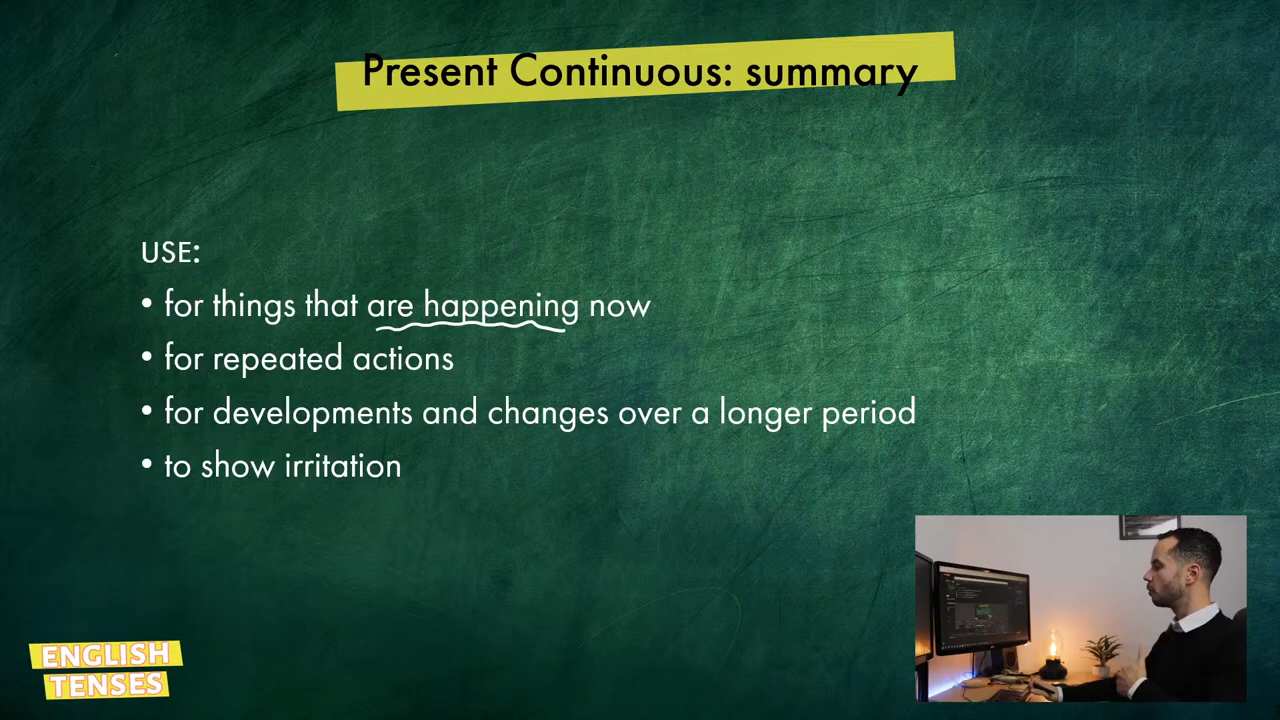 Present Continuous: summary
USE:
• for things that are happening now
• for repeated actions
• for developments and changes over a longer period
• to show irritation
ENGLISH
TENSES